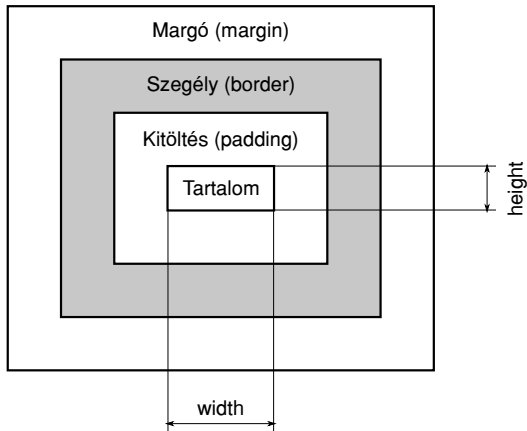 Margó (margin)
Szegély (border)
Kitöltés (padding)
Tartalom
height
width